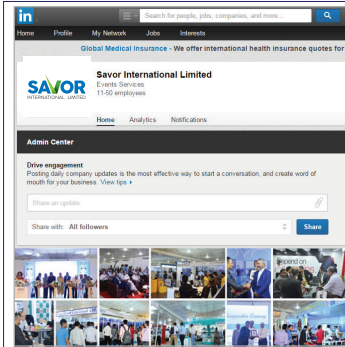 in
Search for people, jobs, companies, and more...
Home Profile My Network Jobs Interests
Global Medical Insurance - We offer international health insurance quotes for
SAVOR
INTERNATIONAL LIMITED
Savor International Limited
Events Services
11-50 employees
Home Analytics Notifications
Admin Center
Drive engagement
Posting daily company updates is the most effective way to start a conversation, and create word of
mouth for your business. View tips
Share an update
Share with: All followers
Share
depend on